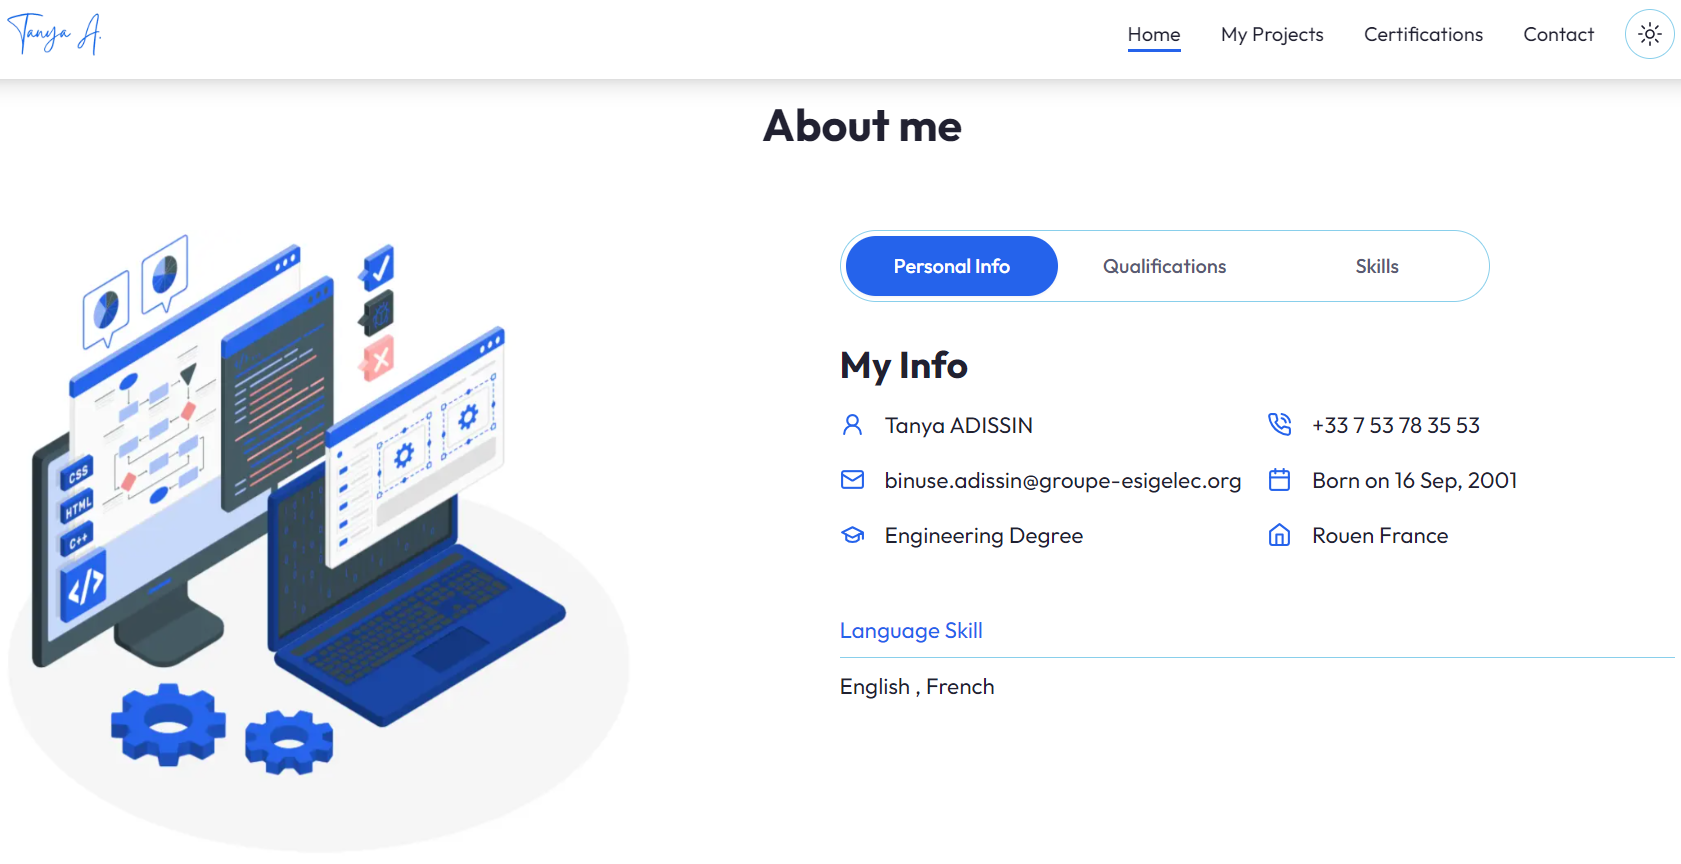 Tanya A.
Home My Projects Certifications Contact
About me
Personal Info Qualifications Skills
CSS
HTML
C++
</>
My Info
Tanya ADISSIN +33 7 53 78 35 53
binuse.adissin@groupe-esigelec.org Born on 16 Sep, 2001
Engineering Degree Rouen France
Language Skill
English , French